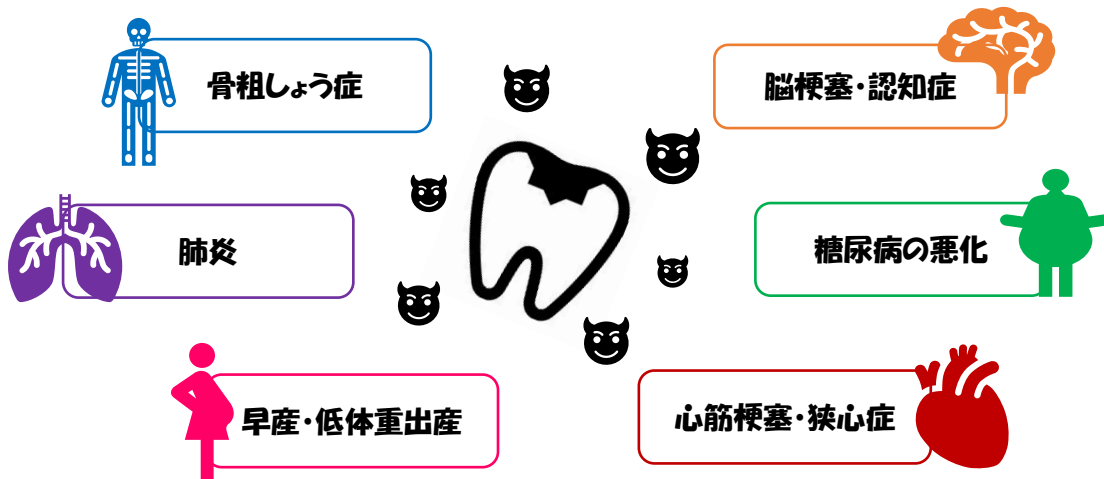 骨粗しょう症
脳梗塞・認知症
肺炎
糖尿病の悪化
早産・低体重出産
心筋梗塞・狭心症